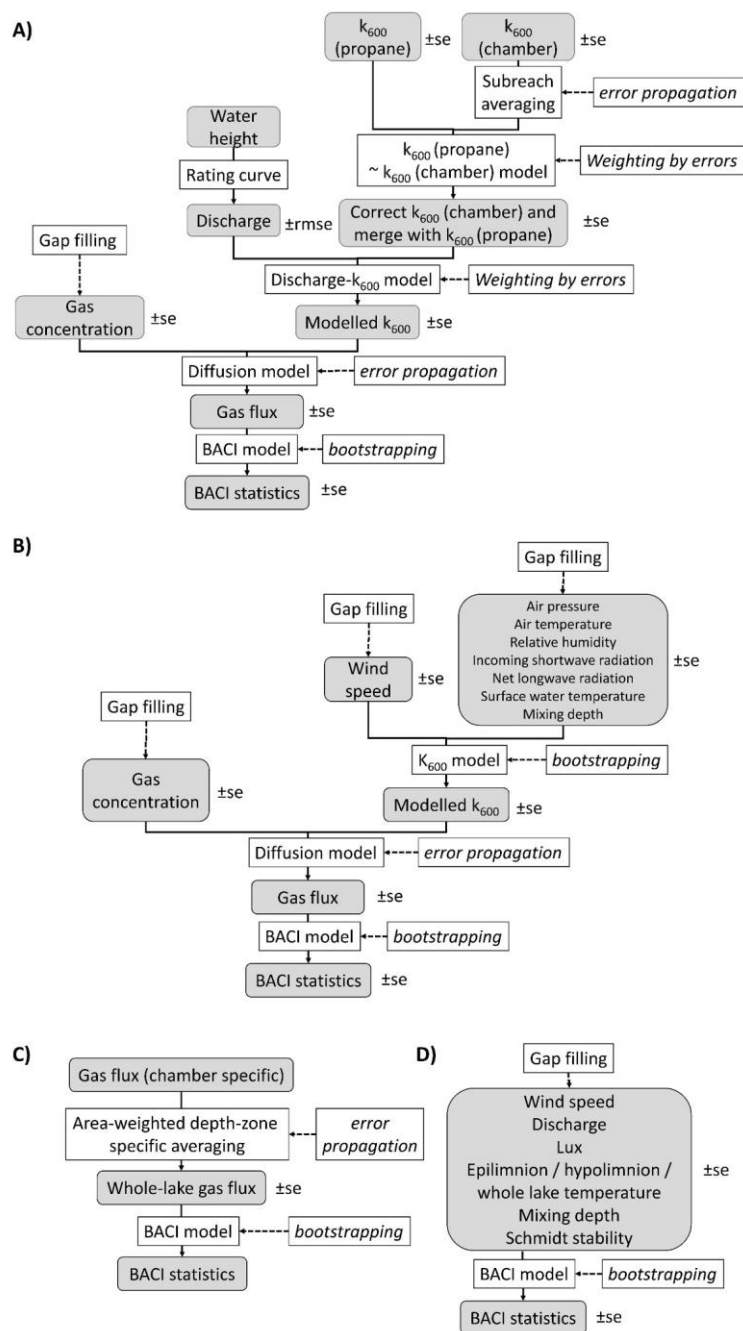 A)
k600
(propane)
±se
k600
(chamber)
±se
Subreach
averaging
error propagation
Water
height
k600 (propane)
~ k600 (chamber) model
Weighting by errors
Rating curve
Discharge
±rmse
Correct k600 (chamber) and
merge with k600 (propane)
±se
Gap filling
Discharge-k600 model
Weighting by errors
Gas
concentration
±se
Modelled k600
±se
Diffusion model
error propagation
Gas flux
±se
BACI model
bootstrapping
BACI statistics
±se
B)
Gap filling
Gap filling
Air pressure
Air temperature
Relative humidity
Incoming shortwave radiation
Net longwave radiation
Surface water temperature
Mixing depth
±se
Wind
speed
±se
Gap filling
K600 model
bootstrapping
Gas
concentration
±se
Modelled k600
±se
Diffusion model
error propagation
Gas flux
±se
BACI model
bootstrapping
BACI statistics
±se
C)
Gas flux (chamber specific)
Area-weighted depth-zone
specific averaging
error
propagation
Whole-lake gas flux
±se
BACI model
bootstrapping
BACI statistics
D)
Gap filling
Wind speed
Discharge
Lux
Epilimnion / hypolimnion /
whole lake temperature
Mixing depth
Schmidt stability
±se
BACI model
bootstrapping
BACI statistics
±se